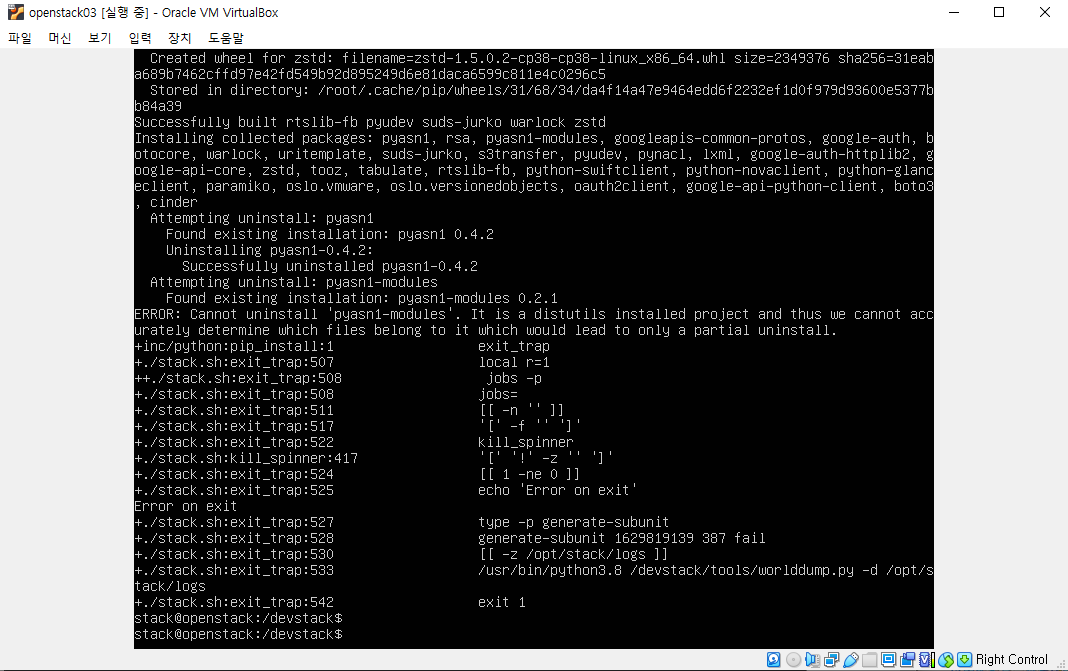 openstack03 [실행 중] - Oracle VM VirtualBox
파일 머신 보기 입력 장치 도움말
Created wheel for zstd: filename=zstd-1.5.0.2-cp38-cp38-linux_x86_64.whl size=2349376 sha256=31eab
a689b7462cffd97e42fd549b92d895249d6e81daca6599c811e4c0296c5
Stored in directory: /root/.cache/pip/wheels/31/68/34/da4f14a47e9464edd6f2232ef1d0f979d93600e5377b
b84a39
Successfully built rtslib-fb pyudev suds-jurko warlock zstd
Installing collected packages: pyasn1, rsa, pyasn1-modules, googleapis-common-protos, google-auth, b
otocore, warlock, uritemplate, suds-jurko, s3transfer, pyudev, pynacl, lxml, google-auth-httplib2, g
oogle-api-core, zstd, tooz, tabulate, rtslib-fb, python-swiftclient, python-novaclient, python-glanc
eclient, paramiko, oslo.vmware, oslo.versionedobjects, oauth2client, google-api-python-client, boto3
, cinder
Attempting uninstall: pyasn1
Found existing installation: pyasn1 0.4.2
Uninstalling pyasn1-0.4.2:
Successfully uninstalled pyasn1-0.4.2
Attempting uninstall: pyasn1-modules
Found existing installation: pyasn1-modules 0.2.1
ERROR: Cannot uninstall 'pyasn1-modules'. It is a distutils installed project and thus we cannot acc
urately determine which files belong to it which would lead to only a partial uninstall.
+inc/python:pip_install:1 exit_trap
+./stack.sh:exit_trap:507 local r=1
++./stack.sh:exit_trap:508 jobs -p
+./stack.sh:exit_trap:508 jobs=
+./stack.sh:exit_trap:511 [[ -n '' ]]
+./stack.sh:exit_trap:517 '[' -f '' ']'
+./stack.sh:exit_trap:522 kill_spinner
+./stack.sh:kill_spinner:417 '[' '!' -z '' ']'
+./stack.sh:exit_trap:524 [[ 1 -ne 0 ]]
+./stack.sh:exit_trap:525 echo 'Error on exit'
Error on exit
+./stack.sh:exit_trap:527 type -p generate-subunit
+./stack.sh:exit_trap:528 generate-subunit 1629819139 387 fail
+./stack.sh:exit_trap:530 [[ -z /opt/stack/logs ]]
+./stack.sh:exit_trap:533 /usr/bin/python3.8 /devstack/tools/worlddump.py -d /opt/s
tack/logs
+./stack.sh:exit_trap:542 exit 1
stack@openstack:/devstack$
stack@openstack:/devstack$
Right Control